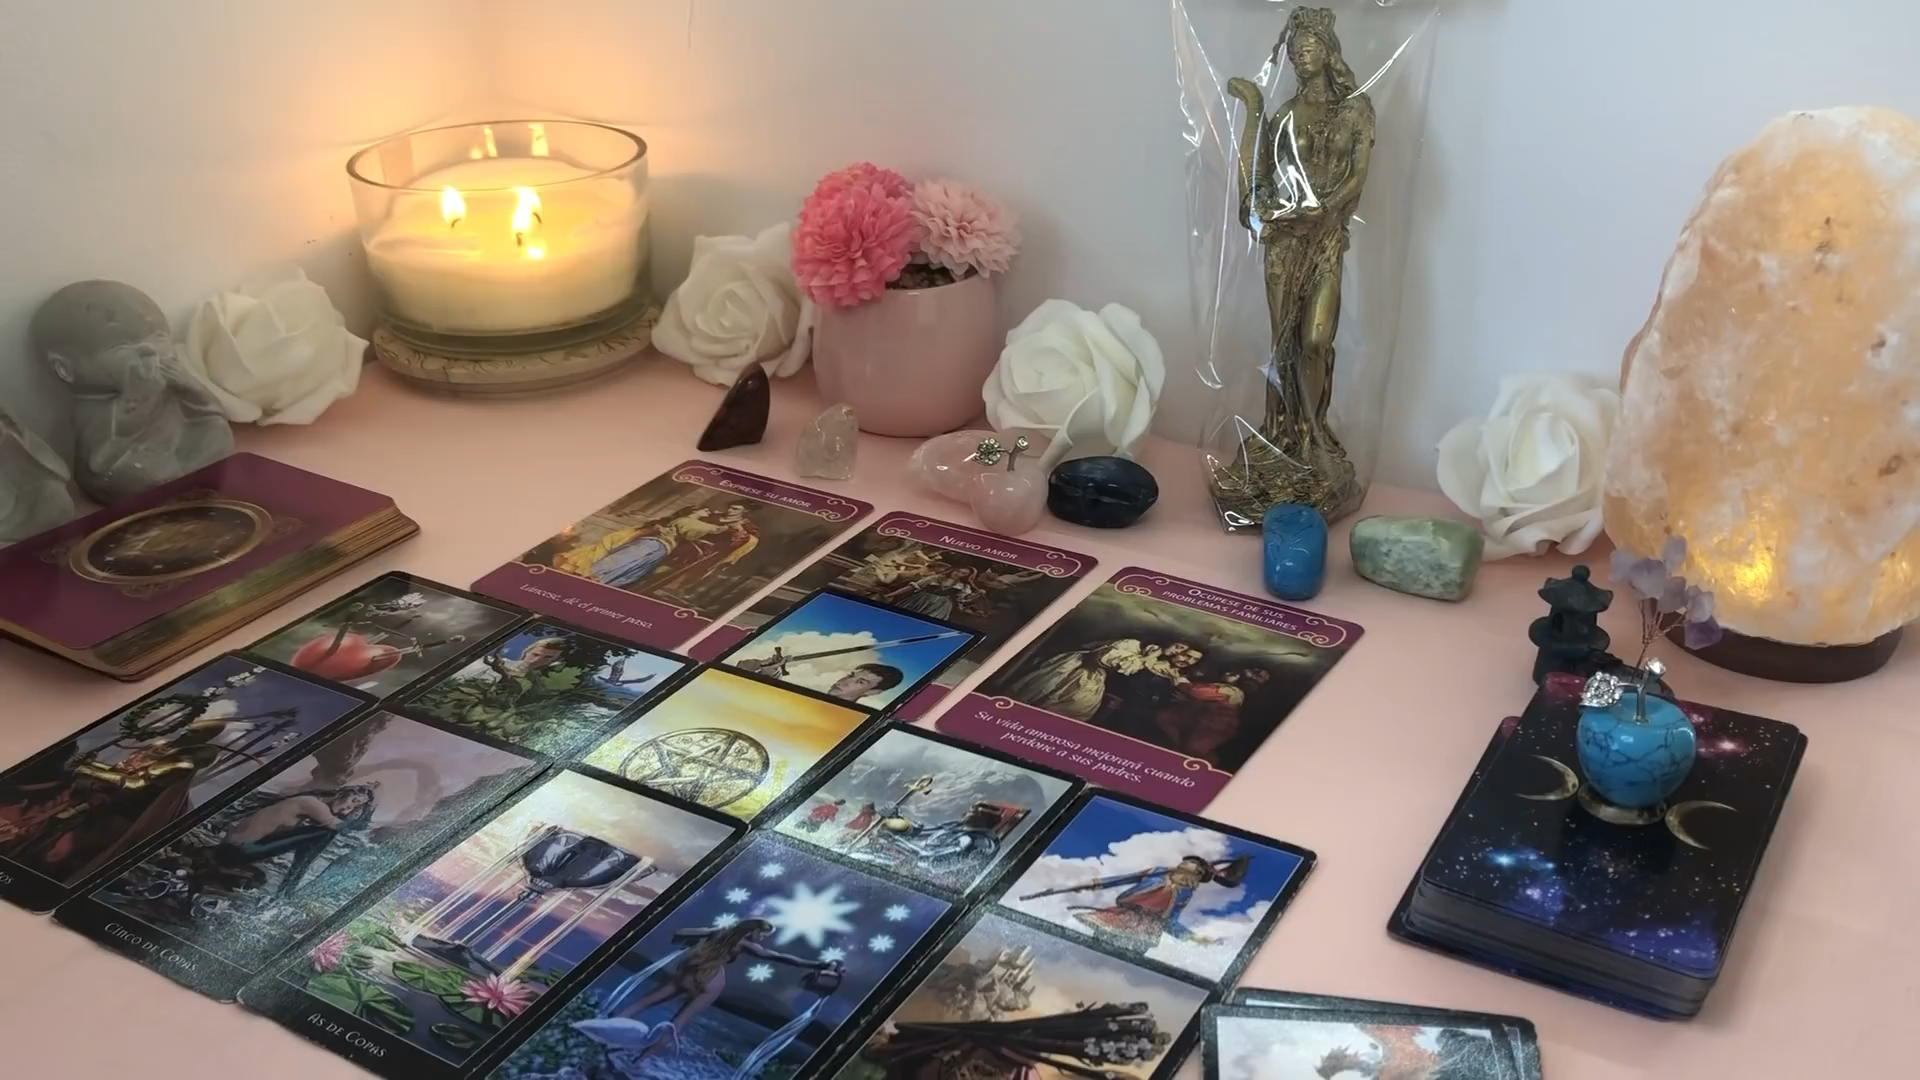 EXPRESE SU AMOR
Láncese, dé el primer paso.
NUEVO AMOR
OCÚPESE DE SUS
PROBLEMAS FAMILIARES
Su vida amorosa mejorará cuando
perdone a sus padres.
CINCO DE COPAS
AS DE COPAS